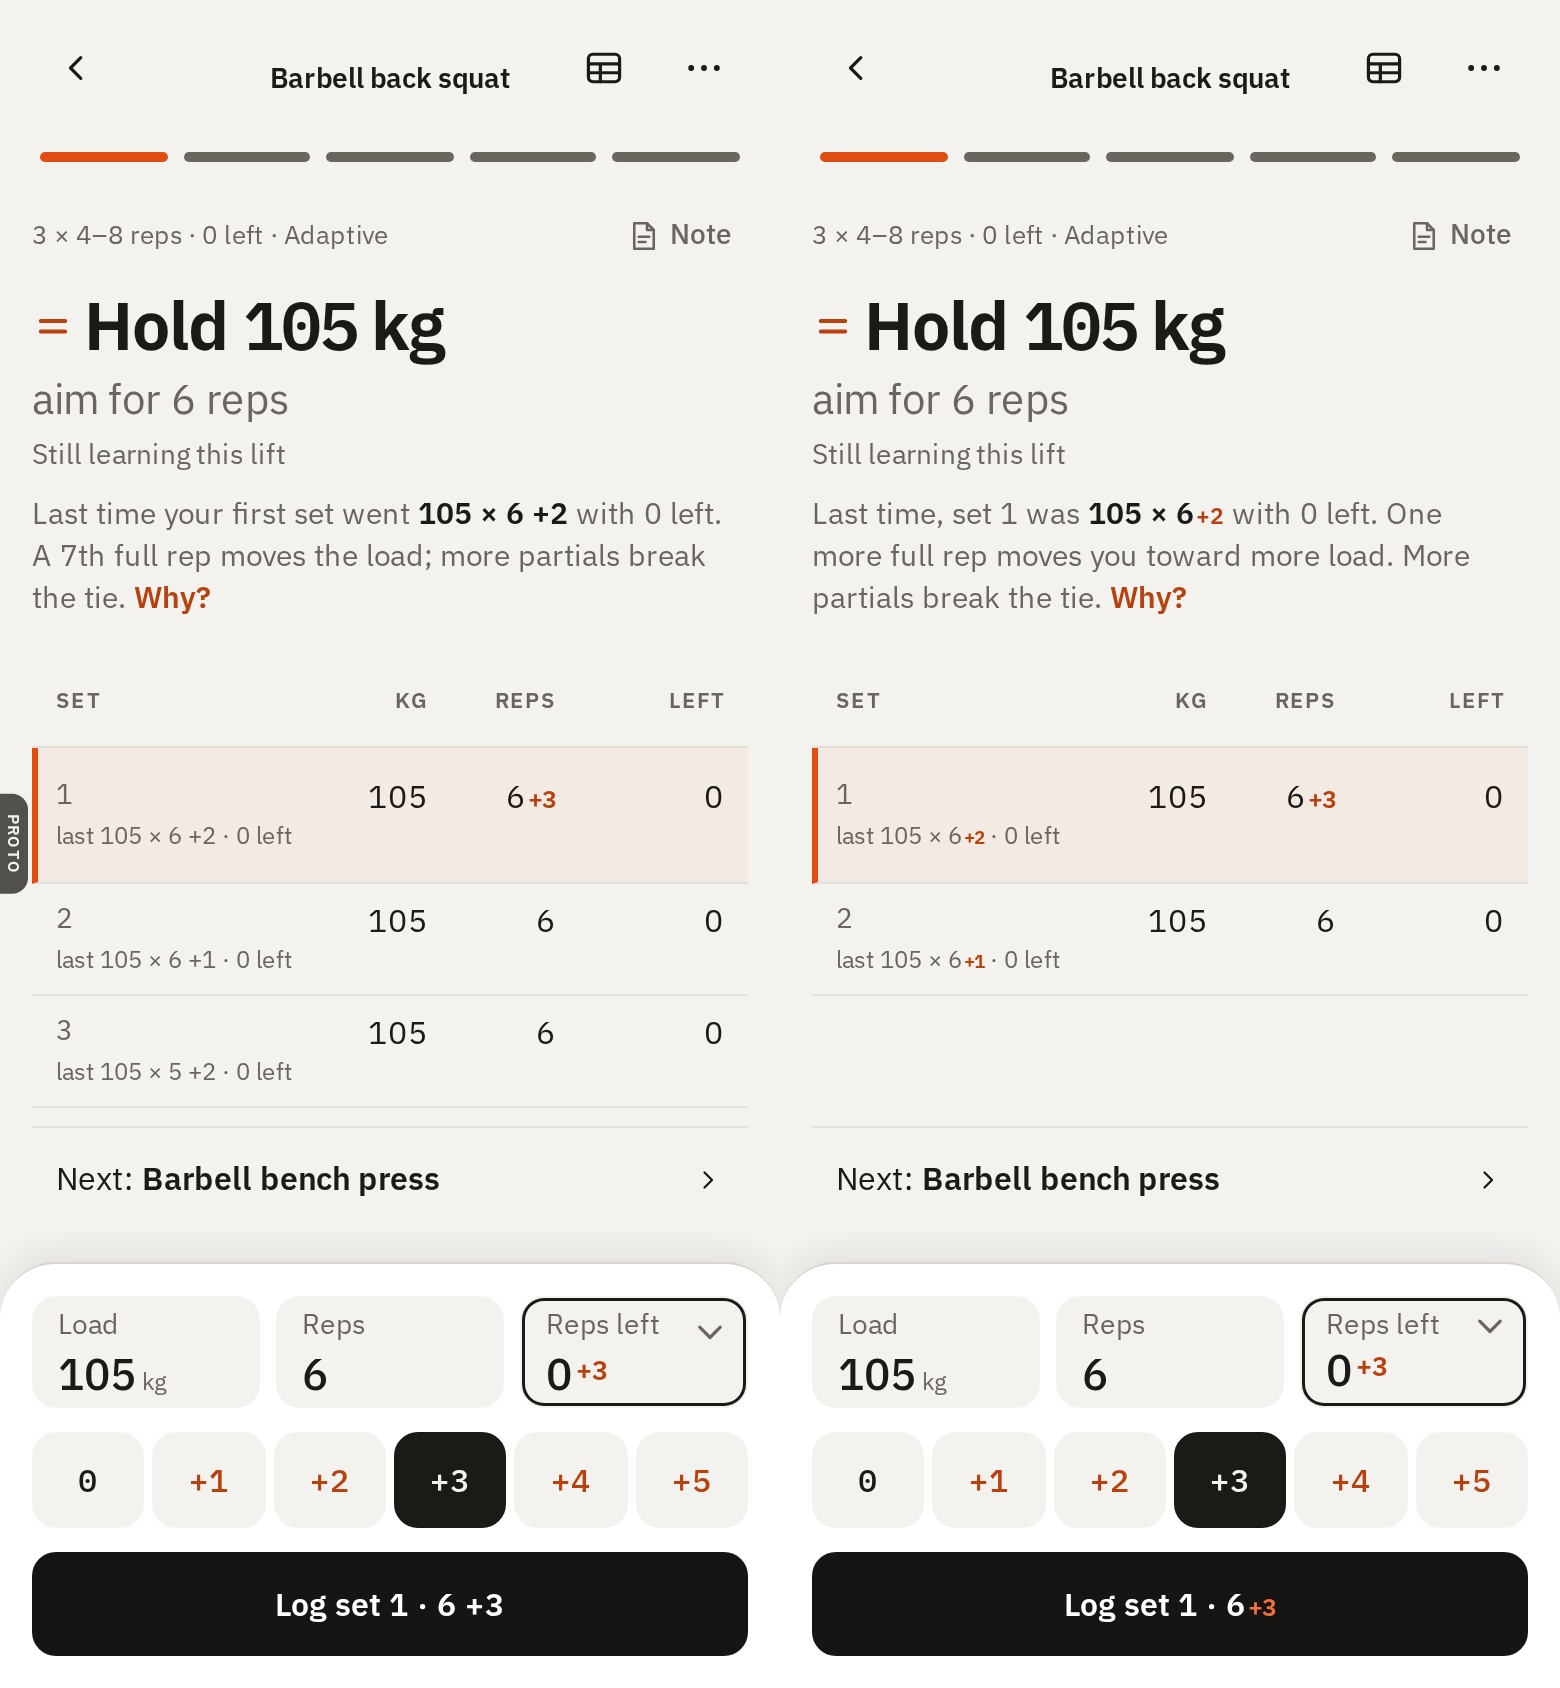 Barbell back squat
3 × 4–8 reps · 0 left · Adaptive
Note
= Hold 105 kg
aim for 6 reps
Still learning this lift
Last time your first set went 105 × 6 +2 with 0 left.
A 7th full rep moves the load; more partials break
the tie. Why?
SET KG REPS LEFT
1 105 6 +3 0
last 105 × 6 +2 · 0 left
2 105 6 0
last 105 × 6 +1 · 0 left
3 105 6 0
last 105 × 5 +2 · 0 left
PROTO
Next: Barbell bench press
Load Reps Reps left
105 kg 6 0 +3
0 +1 +2 +3 +4 +5
Log set 1 · 6 +3
Barbell back squat
3 × 4–8 reps · 0 left · Adaptive
Note
= Hold 105 kg
aim for 6 reps
Still learning this lift
Last time, set 1 was 105 × 6 +2 with 0 left. One
more full rep moves you toward more load. More
partials break the tie. Why?
SET KG REPS LEFT
1 105 6 +3 0
last 105 × 6 +2 · 0 left
2 105 6 0
last 105 × 6 +1 · 0 left
Next: Barbell bench press
Load Reps Reps left
105 kg 6 0 +3
0 +1 +2 +3 +4 +5
Log set 1 · 6 +3